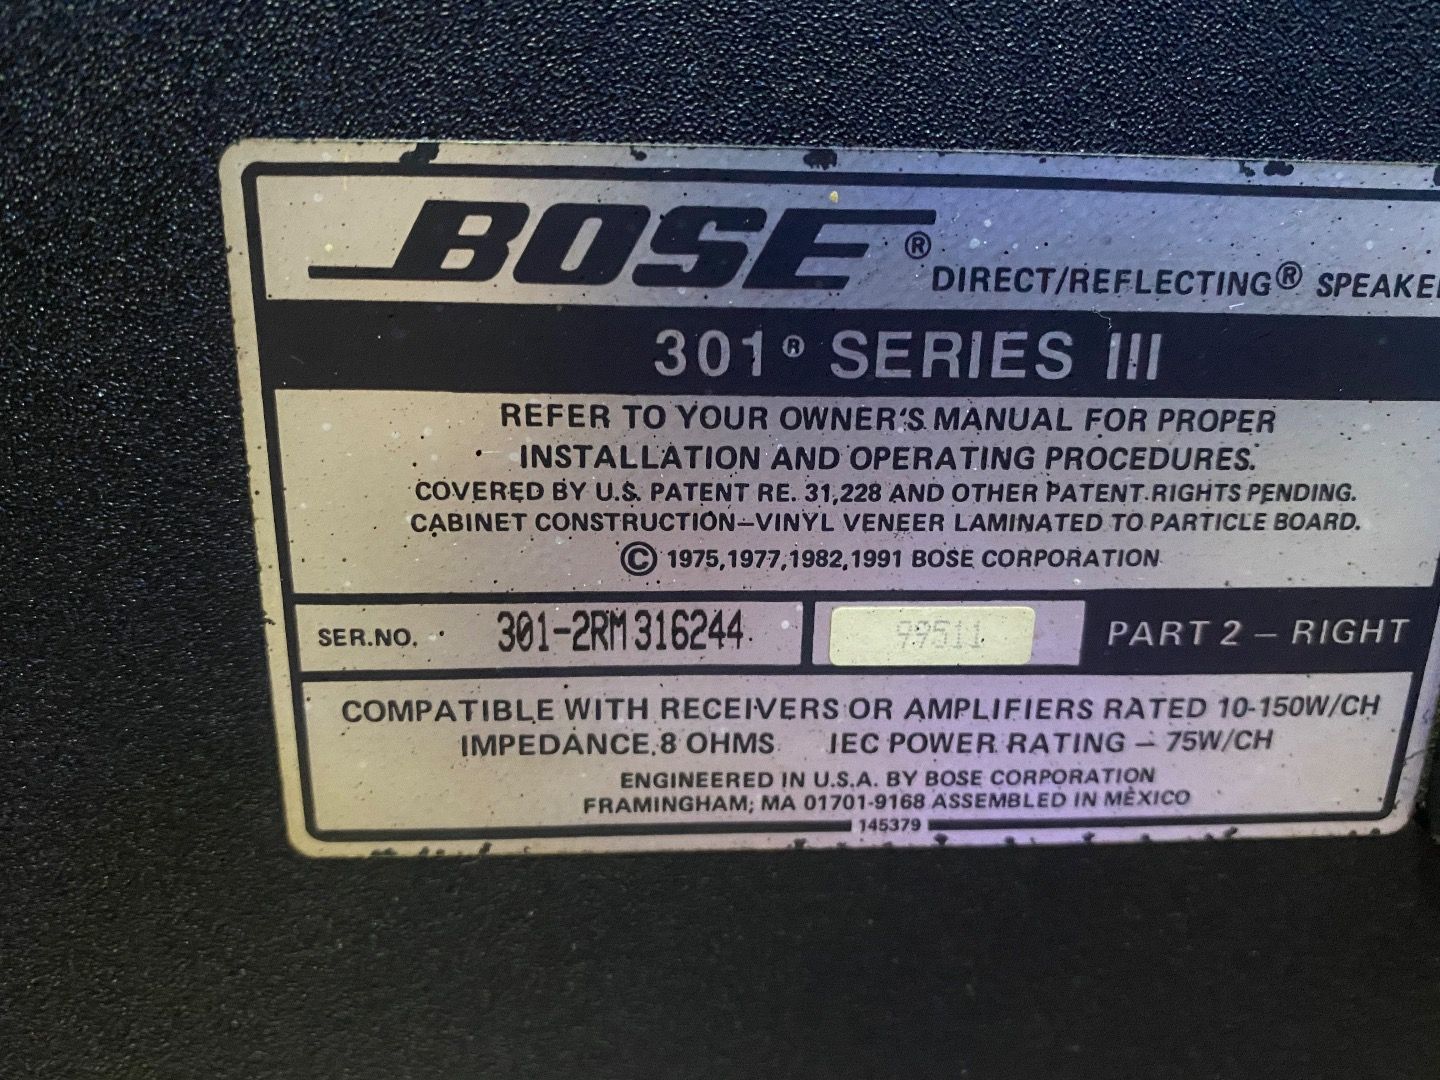 BOSE® DIRECT/REFLECTING® SPEAKE
301® SERIES III
REFER TO YOUR OWNER'S MANUAL FOR PROPER
INSTALLATION AND OPERATING PROCEDURES.
COVERED BY U.S. PATENT RE. 31,228 AND OTHER PATENT RIGHTS PENDING.
CABINET CONSTRUCTION–VINYL VENEER LAMINATED TO PARTICLE BOARD.
© 1975,1977,1982,1991 BOSE CORPORATION
SER.NO. 301-2RM 316244 99511 PART 2 – RIGHT
COMPATIBLE WITH RECEIVERS OR AMPLIFIERS RATED 10-150W/CH
IMPEDANCE 8 OHMS IEC POWER RATING – 75W/CH
ENGINEERED IN U.S.A. BY BOSE CORPORATION
FRAMINGHAM, MA 01701-9168 ASSEMBLED IN MEXICO
145379